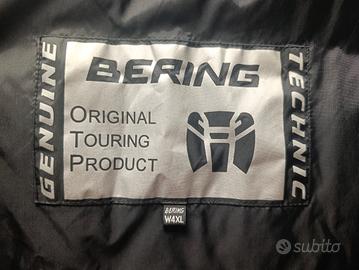 BERING
GENUINE
ORIGINAL
TOURING
PRODUCT
TECHNIC
BERING
W4XL
subito